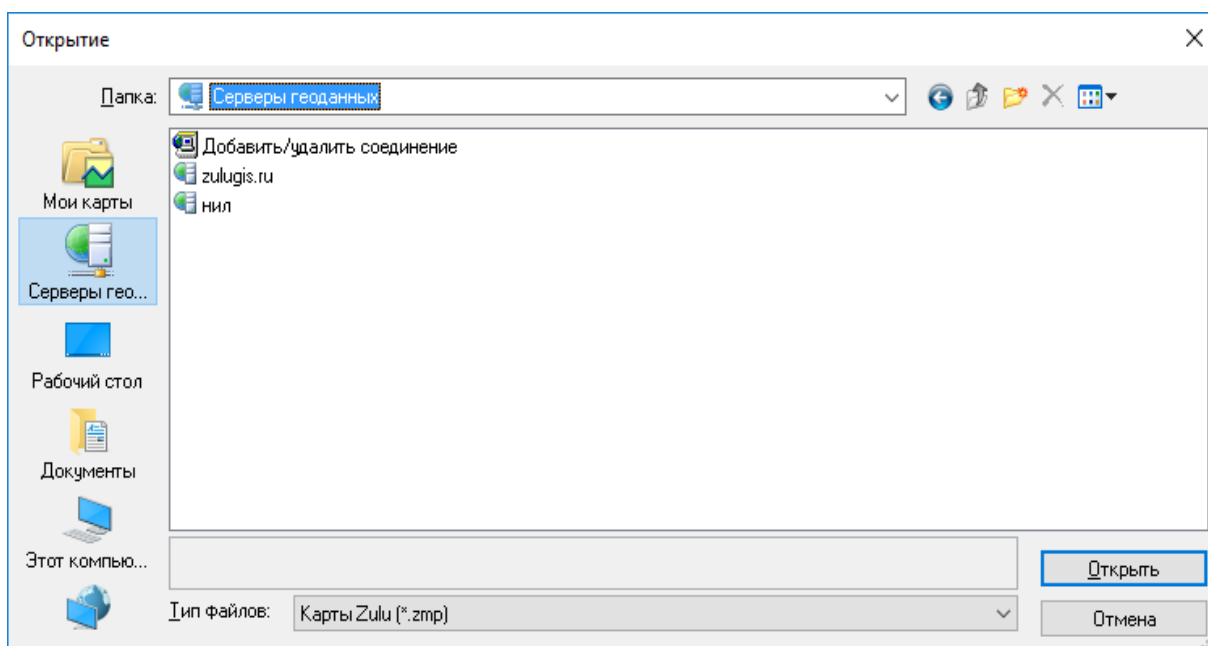 Открытие
Папка: Серверы геоданных
Добавить/удалить соединение
zulugis.ru
нил
Мои карты
Серверы гео...
Рабочий стол
Документы
Этот компью...
Открыть
Тип файлов: Карты Zulu (*.zmp)
Отмена